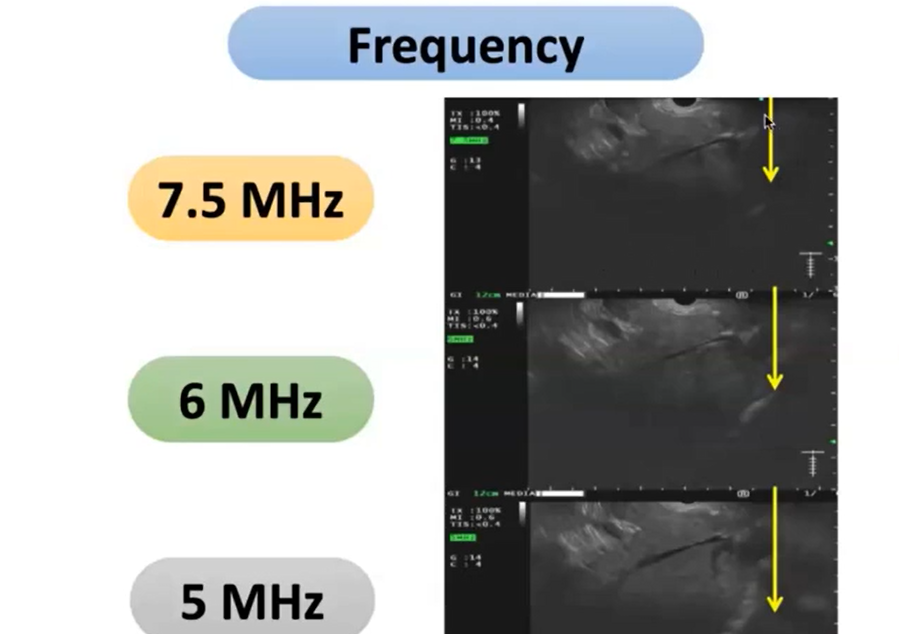 Frequency
7.5 MHz
TX :100%
MI :0.4
TIS:<0.4
G :13
C : 4
6 MHz
GI 12cm MEDIA
R
1/
TX :100%
MI :0.6
TIS:<0.4
G :14
C : 4
5 MHz
GI 12cm MEDIA
R
1/
TX :100%
MI :0.6
TIS:<0.4
G :14
C : 4